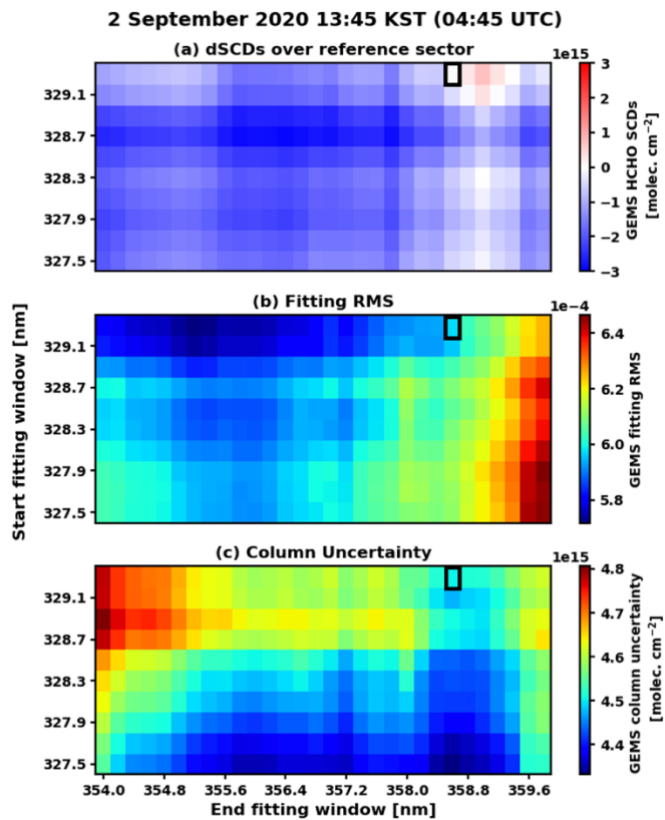 2 September 2020 13:45 KST (04:45 UTC)
(a) dSCDs over reference sector
1e15
329.1
328.7
328.3
327.9
327.5
3
2
1
0
−1
−2
−3
GEMS HCHO SCDs
[molec. cm−2]
(b) Fitting RMS
1e−4
329.1
328.7
328.3
327.9
327.5
6.4
6.2
6.0
5.8
GEMS fitting RMS
Start fitting window [nm]
(c) Column Uncertainty
1e15
329.1
328.7
328.3
327.9
327.5
4.8
4.7
4.6
4.5
4.4
GEMS column uncertainty
[molec. cm−2]
354.0 354.8 355.6 356.4 357.2 358.0 358.8 359.6
End fitting window [nm]